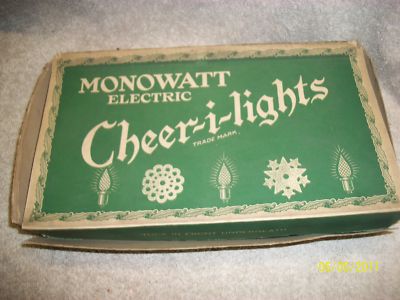 MONOWATT
ELECTRIC
Cheer-i-lights
TRADE MARK.